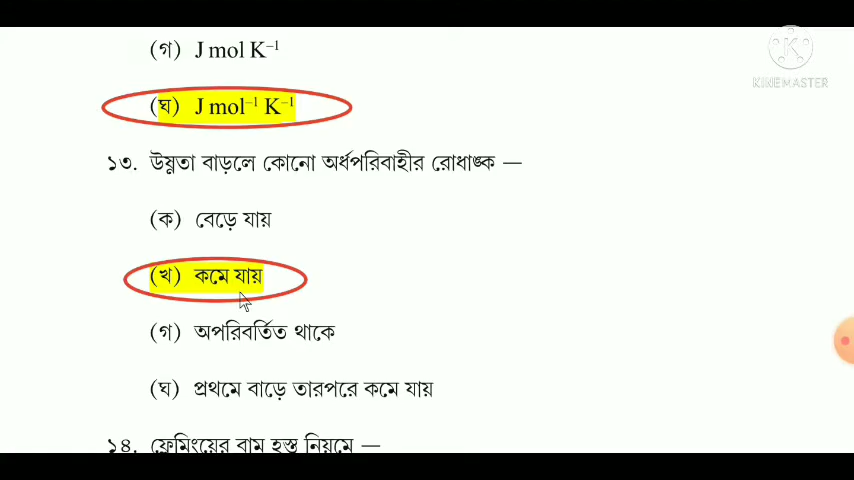 (গ) J mol K⁻¹
KINEMASTER
(ঘ) J mol⁻¹ K⁻¹
১৩. উষ্ণতা বাড়লে কোনো অর্ধপরিবাহীর রোধাঙ্ক —
(ক) বেড়ে যায়
(খ) কমে যায়
(গ) অপরিবর্তিত থাকে
(ঘ) প্রথমে বাড়ে তারপরে কমে যায়
১৪. ফ্লেমিংয়ের বাম হস্ত নিয়মে —